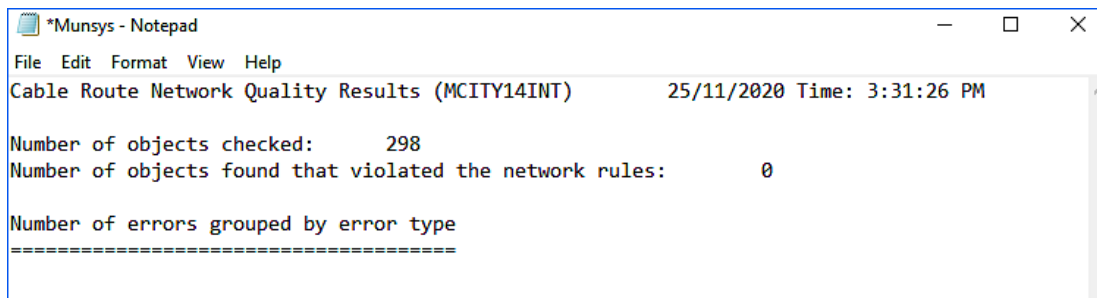 *Munsys - Notepad
File Edit Format View Help
Cable Route Network Quality Results (MCITY14INT) 25/11/2020 Time: 3:31:26 PM
Number of objects checked: 298
Number of objects found that violated the network rules: 0
Number of errors grouped by error type
======================================